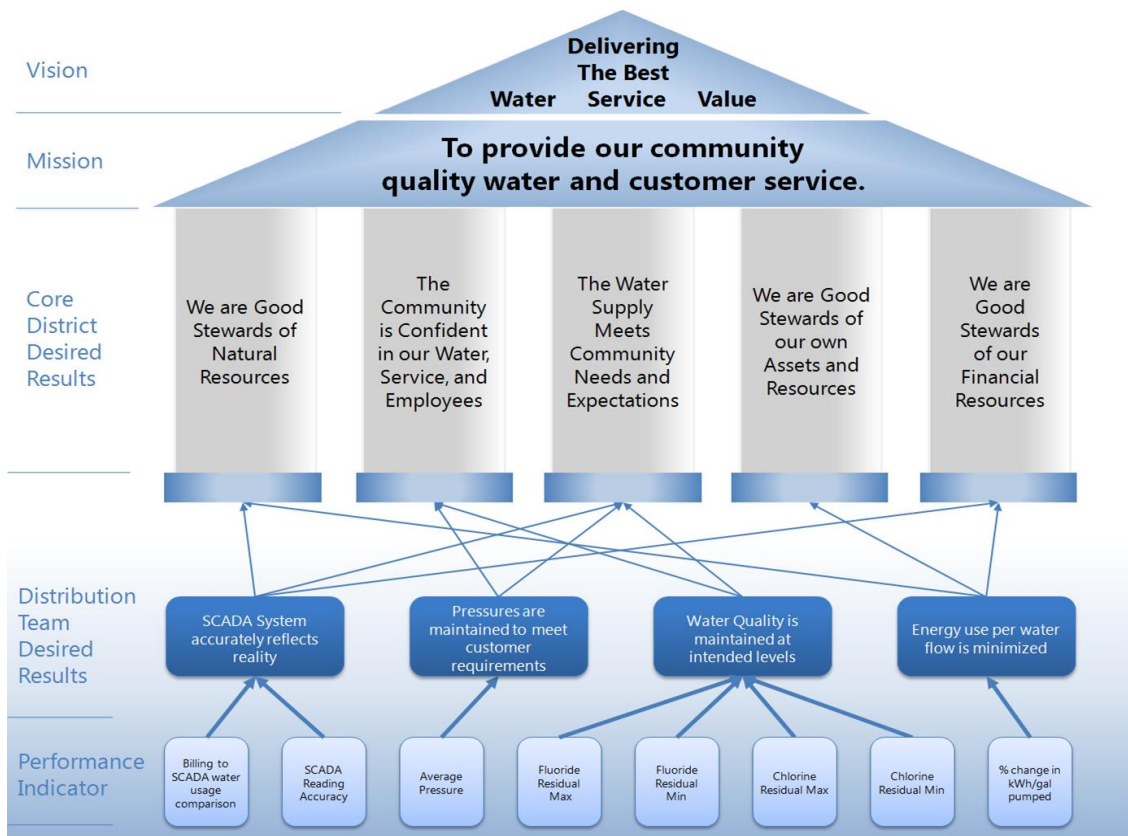 Vision
Delivering
The Best
Water Service Value
Mission
To provide our community
quality water and customer service.
Core
District
Desired
Results
We are Good
Stewards of
Natural
Resources
The
Community
is Confident
in our Water,
Service, and
Employees
The Water
Supply
Meets
Community
Needs and
Expectations
We are Good
Stewards of
our own
Assets and
Resources
We are
Good
Stewards
of our
Financial
Resources
Distribution
Team
Desired
Results
SCADA System
accurately reflects
reality
Pressures are
maintained to meet
customer
requirements
Water Quality is
maintained at
intended levels
Energy use per water
flow is minimized
Performance
Indicator
Billing to
SCADA water
usage
comparison
SCADA
Reading
Accuracy
Average
Pressure
Fluoride
Residual
Max
Fluoride
Residual
Min
Chlorine
Residual Max
Chlorine
Residual Min
% change in
kWh/gal
pumped